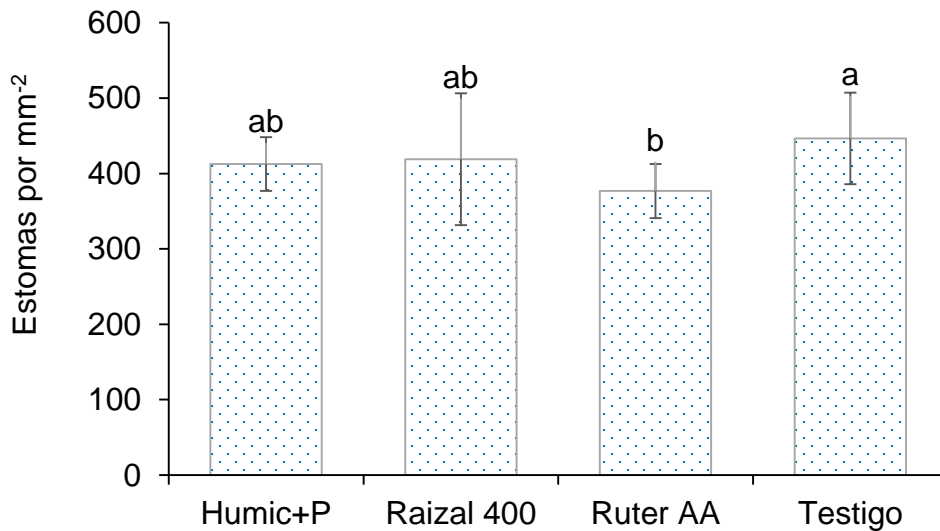 Estomas por mm-2
600
500
400
300
200
100
0
ab
ab
b
a
Humic+P
Raizal 400
Ruter AA
Testigo